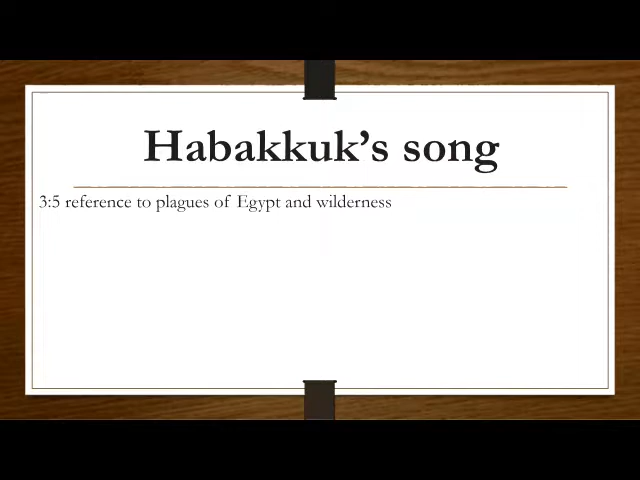 Habakkuk’s song
3:5 reference to plagues of Egypt and wilderness